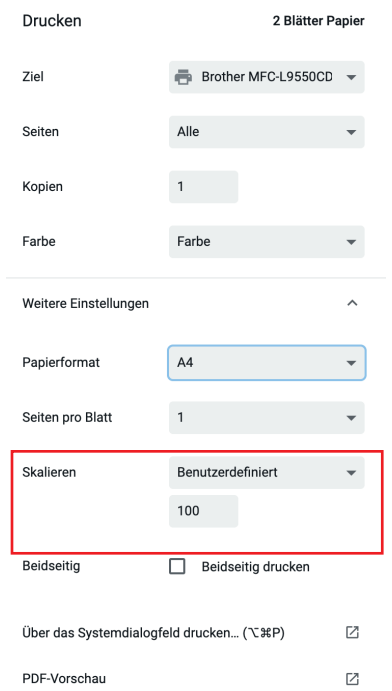 Drucken 2 Blätter Papier
Ziel Brother MFC-L9550CD
Seiten Alle
Kopien 1
Farbe Farbe
Weitere Einstellungen
Papierformat A4
Seiten pro Blatt 1
Skalieren Benutzerdefiniert
100
Beidseitig Beidseitig drucken
Über das Systemdialogfeld drucken... (⌥⌘P)
PDF-Vorschau